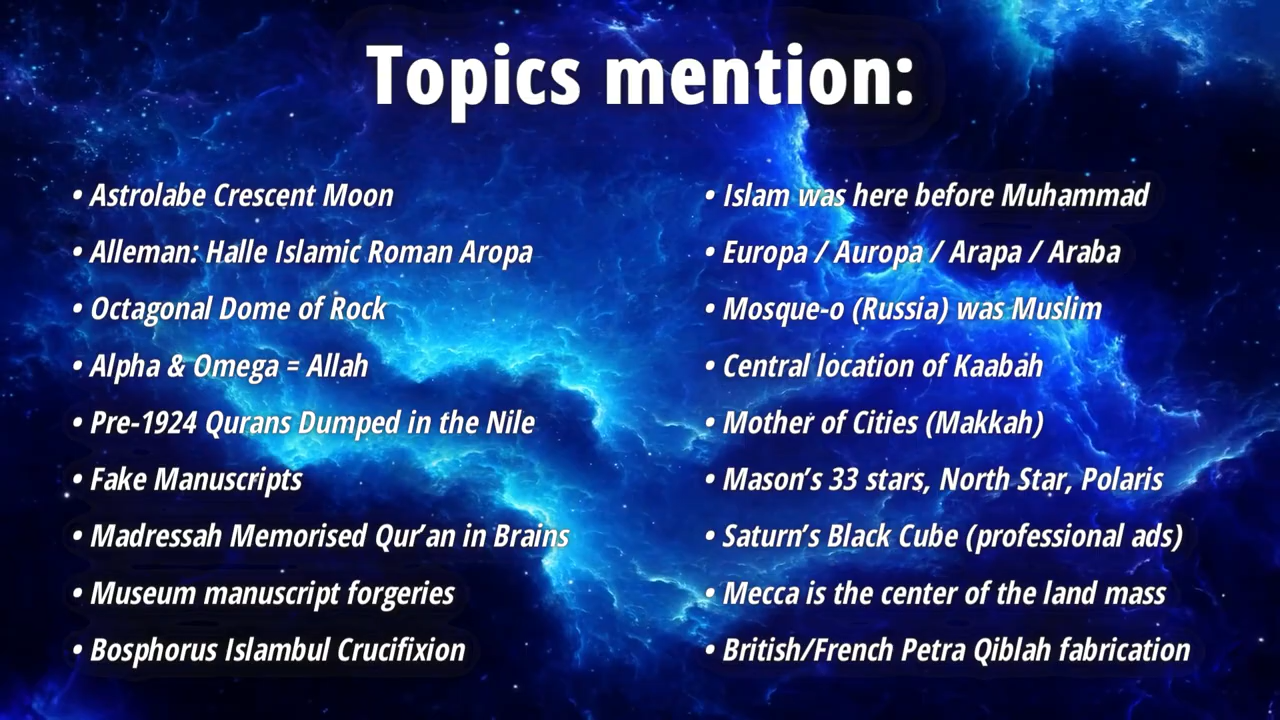 Topics mention:
• Astrolabe Crescent Moon
• Alleman: Halle Islamic Roman Aropa
• Octagonal Dome of Rock
• Alpha & Omega = Allah
• Pre-1924 Qurans Dumped in the Nile
• Fake Manuscripts
• Madressah Memorised Qur’an in Brains
• Museum manuscript forgeries
• Bosphorus Islambul Crucifixion
• Islam was here before Muhammad
• Europa / Auropa / Arapa / Araba
• Mosque-o (Russia) was Muslim
• Central location of Kaabah
• Mother of Cities (Makkah)
• Mason’s 33 stars, North Star, Polaris
• Saturn’s Black Cube (professional ads)
• Mecca is the center of the land mass
• British/French Petra Qiblah fabrication